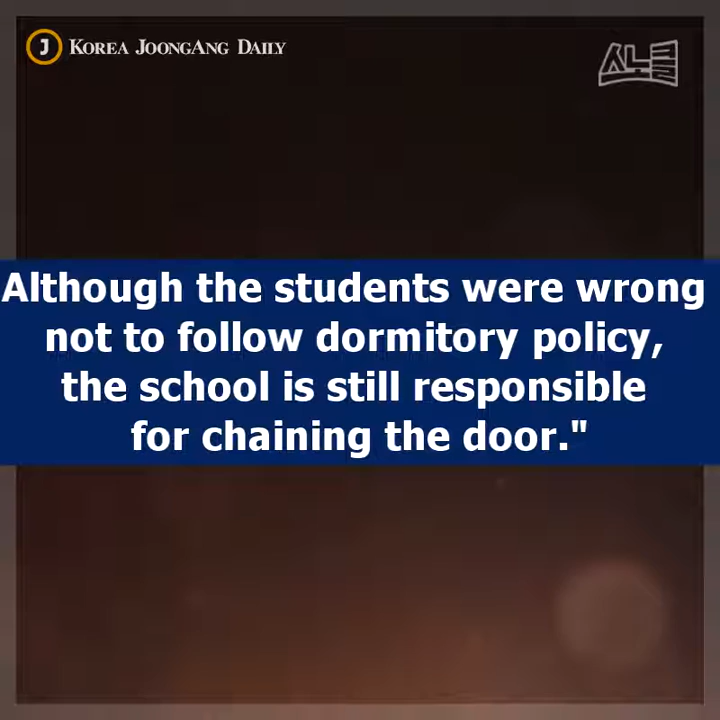 J KOREA JOONGANG DAILY
Although the students were wrong
not to follow dormitory policy,
the school is still responsible
for chaining the door."